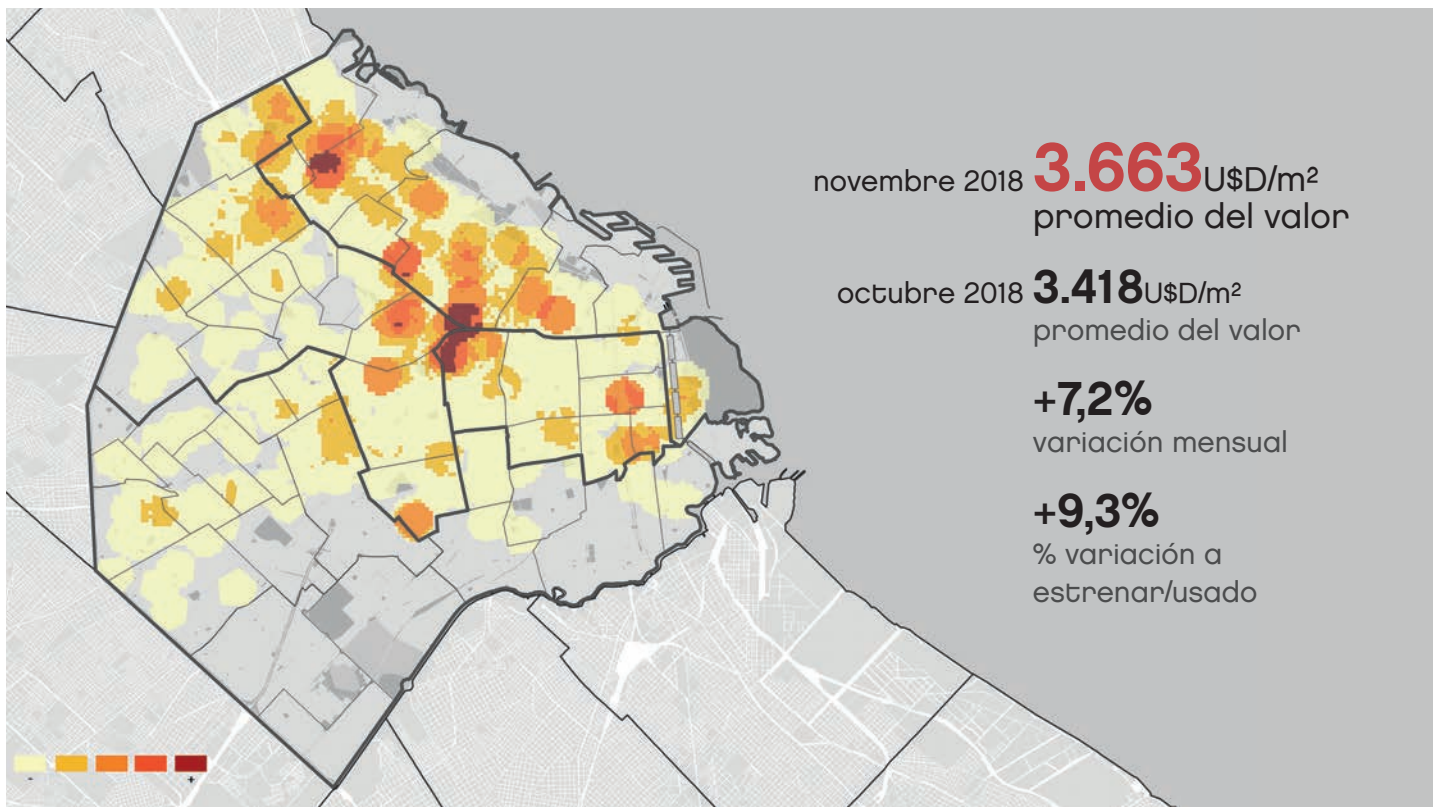 novembre 2018 3.663U$D/m²
promedio del valor
octubre 2018 3.418U$D/m²
promedio del valor
+7,2%
variación mensual
+9,3%
% variación a
estrenar/usado
- +